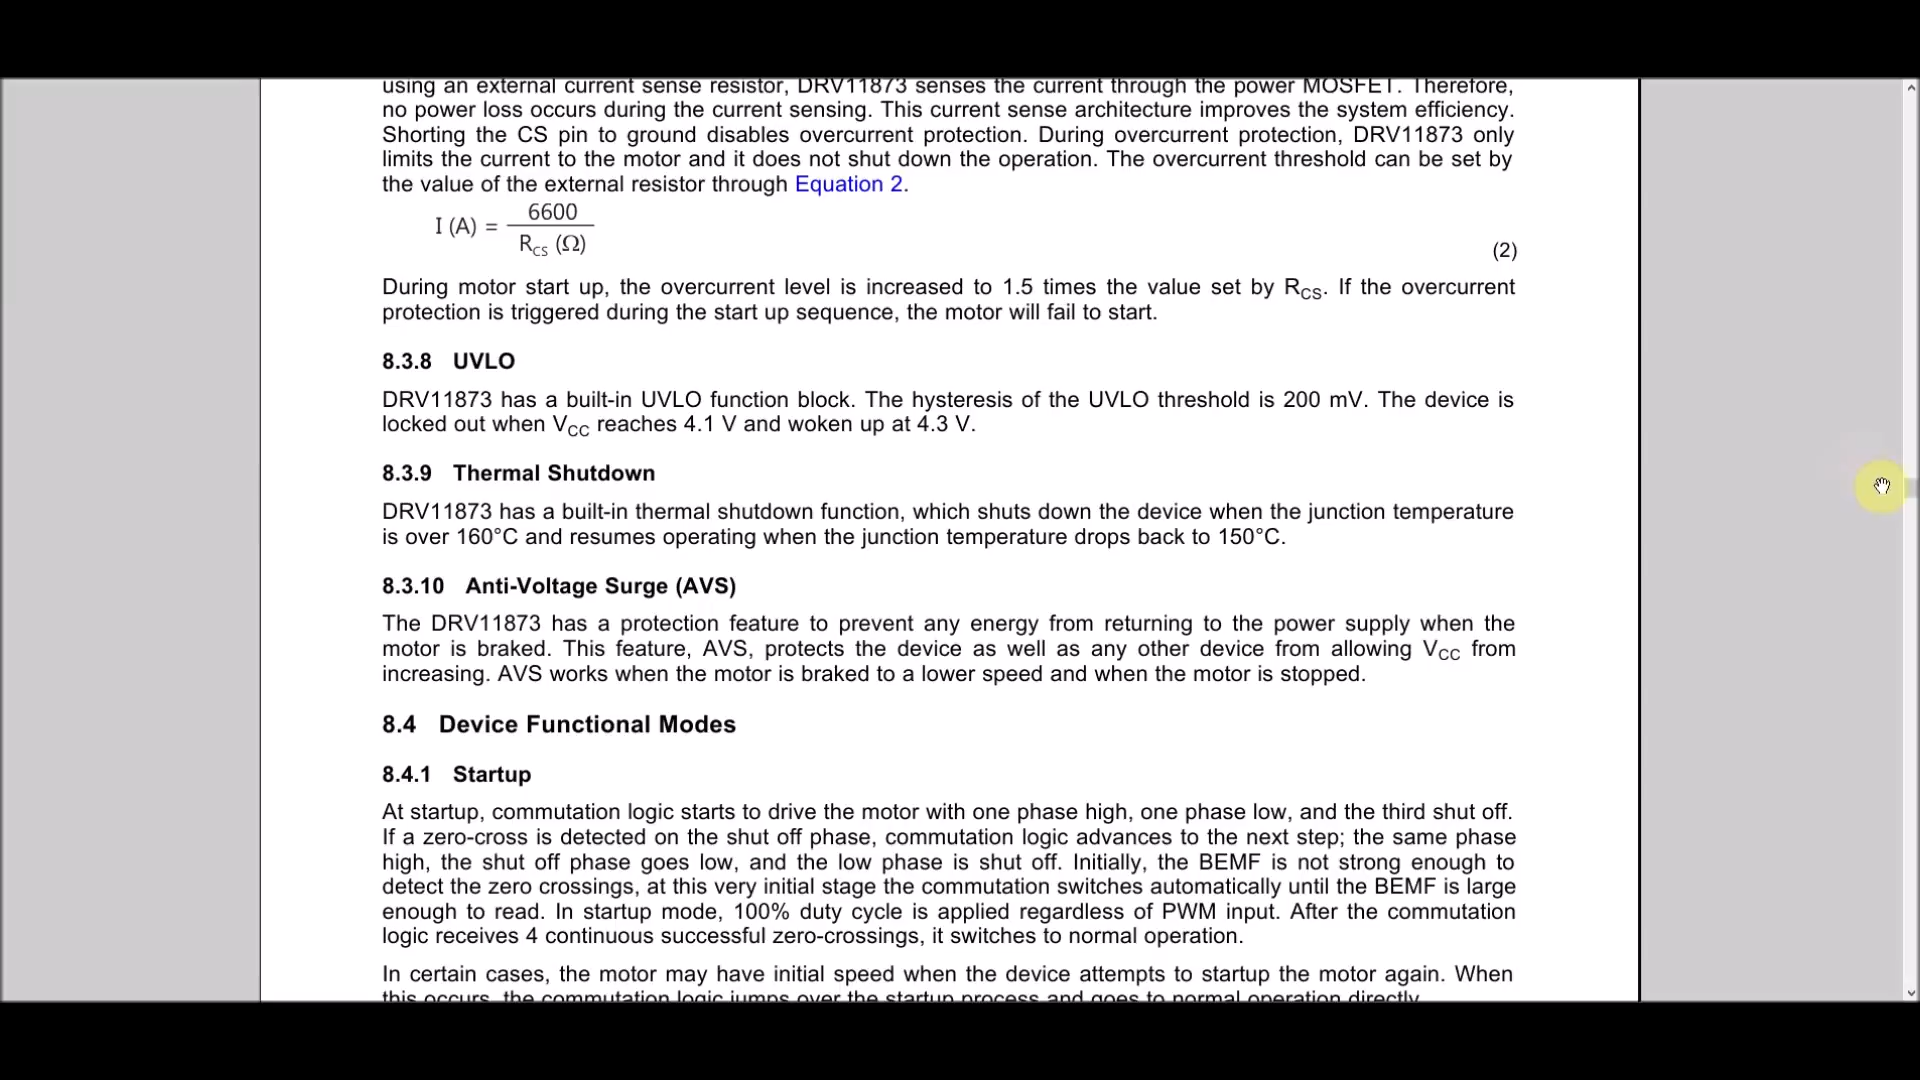 using an external current sense resistor, DRV11873 senses the current through the power MOSFET. Therefore,
no power loss occurs during the current sensing. This current sense architecture improves the system efficiency.
Shorting the CS pin to ground disables overcurrent protection. During overcurrent protection, DRV11873 only
limits the current to the motor and it does not shut down the operation. The overcurrent threshold can be set by
the value of the external resistor through Equation 2.
I (A) = 6600 / RCS (Ω)
(2)
During motor start up, the overcurrent level is increased to 1.5 times the value set by RCS. If the overcurrent
protection is triggered during the start up sequence, the motor will fail to start.
8.3.8 UVLO
DRV11873 has a built-in UVLO function block. The hysteresis of the UVLO threshold is 200 mV. The device is
locked out when VCC reaches 4.1 V and woken up at 4.3 V.
8.3.9 Thermal Shutdown
DRV11873 has a built-in thermal shutdown function, which shuts down the device when the junction temperature
is over 160°C and resumes operating when the junction temperature drops back to 150°C.
8.3.10 Anti-Voltage Surge (AVS)
The DRV11873 has a protection feature to prevent any energy from returning to the power supply when the
motor is braked. This feature, AVS, protects the device as well as any other device from allowing VCC from
increasing. AVS works when the motor is braked to a lower speed and when the motor is stopped.
8.4 Device Functional Modes
8.4.1 Startup
At startup, commutation logic starts to drive the motor with one phase high, one phase low, and the third shut off.
If a zero-cross is detected on the shut off phase, commutation logic advances to the next step; the same phase
high, the shut off phase goes low, and the low phase is shut off. Initially, the BEMF is not strong enough to
detect the zero crossings, at this very initial stage the commutation switches automatically until the BEMF is large
enough to read. In startup mode, 100% duty cycle is applied regardless of PWM input. After the commutation
logic receives 4 continuous successful zero-crossings, it switches to normal operation.
In certain cases, the motor may have initial speed when the device attempts to startup the motor again. When
this occurs, the commutation logic jumps over the startup process and goes to normal operation directly.